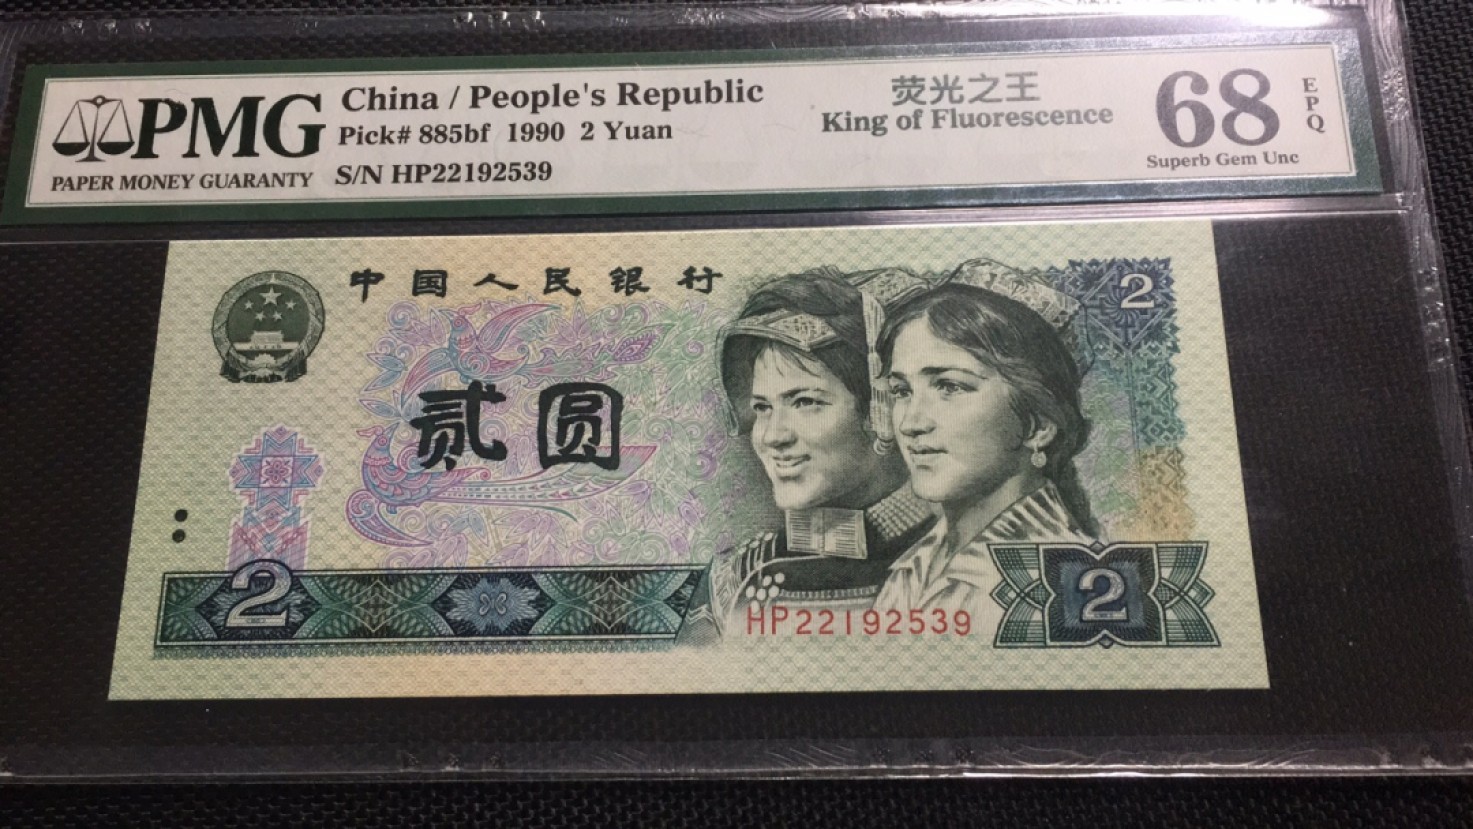 PMG
PAPER MONEY GUARANTY
China / People's Republic
Pick# 885bf 1990 2 Yuan
S/N HP22192539
荧光之王
King of Fluorescence
68
EPQ
Superb Gem Unc
中国人民银行
2
贰圆
2
2
HP22192539